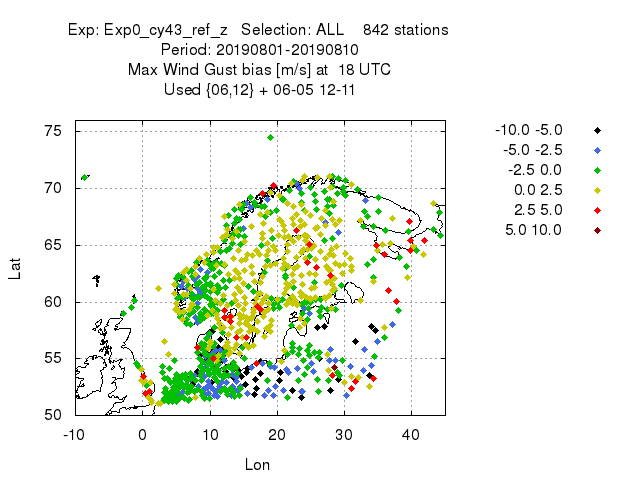 Exp: Exp0_cy43_ref_z   Selection: ALL    842 stations
Period: 20190801-20190810
Max Wind Gust bias [m/s] at  18 UTC
Used {06,12} + 06-05 12-11
-10.0 -5.0
-5.0 -2.5
-2.5 0.0
0.0 2.5
2.5 5.0
5.0 10.0
75
70
65
60
55
50
Lat
-10 0 10 20 30 40
Lon